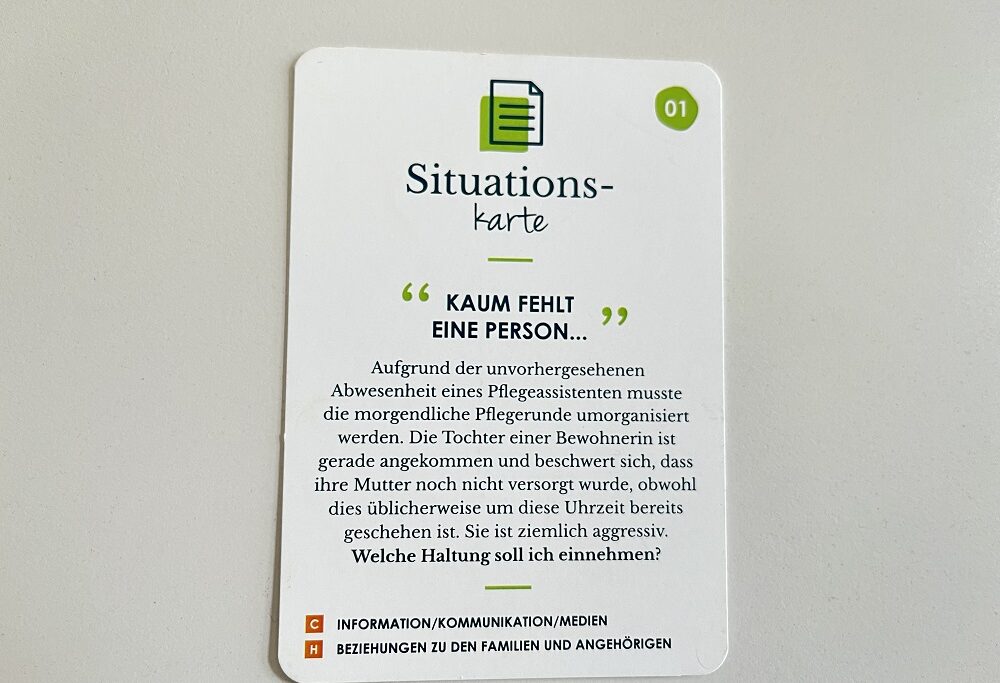 01
Situations-
karte
“ KAUM FEHLT
EINE PERSON... ”
Aufgrund der unvorhergesehenen
Abwesenheit eines Pflegeassistenten musste
die morgendliche Pflegerunde umorganisiert
werden. Die Tochter einer Bewohnerin ist
gerade angekommen und beschwert sich, dass
ihre Mutter noch nicht versorgt wurde, obwohl
dies üblicherweise um diese Uhrzeit bereits
geschehen ist. Sie ist ziemlich aggressiv.
Welche Haltung soll ich einnehmen?
C INFORMATION/KOMMUNIKATION/MEDIEN
H BEZIEHUNGEN ZU DEN FAMILIEN UND ANGEHÖRIGEN